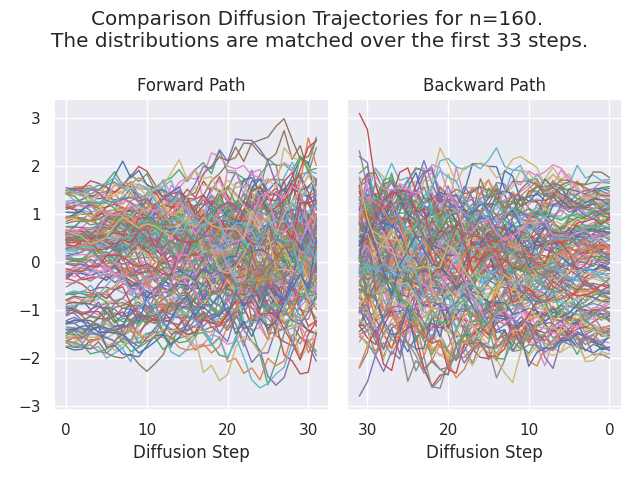 Comparison Diffusion Trajectories for n=160.
The distributions are matched over the first 33 steps.
Forward Path
Backward Path
3
2
1
0
−1
−2
−3
0 10 20 30
30 20 10 0
Diffusion Step
Diffusion Step